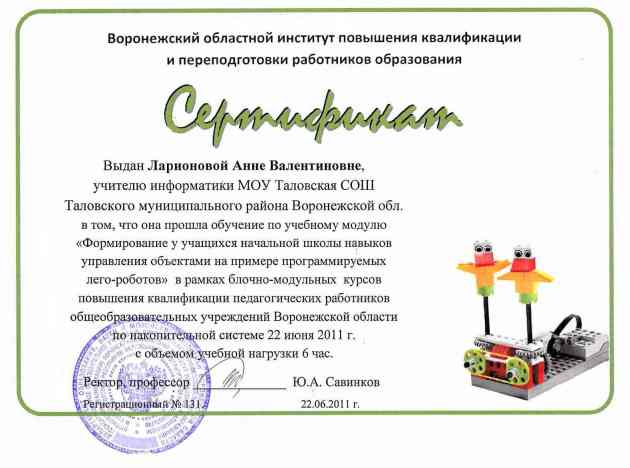 Воронежский областной институт повышения квалификации
и переподготовки работников образования
Сертификат
Выдан Ларионовой Анне Валентиновне,
учителю информатики МОУ Таловская СОШ
Таловского муниципального района Воронежской обл.
в том, что она прошла обучение по учебному модулю
«Формирование у учащихся начальной школы навыков
управления объектами на примере программируемых
лего-роботов» в рамках блочно-модульных курсов
повышения квалификации педагогических работников
общеобразовательных учреждений Воронежской области
по накопительной системе 22 июня 2011 г.
с объемом учебной нагрузки 6 час.
Ректор, профессор ____________ Ю.А. Савинков
Регистрационный № 131. 22.06.2011 г.